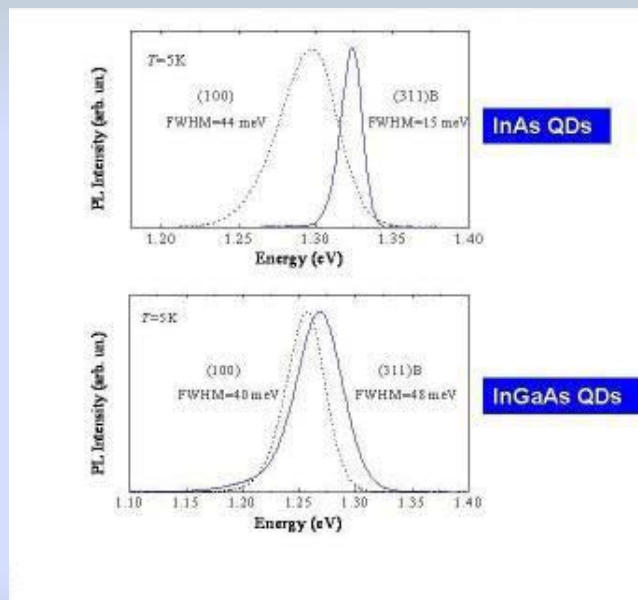 T=5K
(100)
(311)B
FWHM=44 meV
FWHM=15 meV
PL Intensity (arb. un.)
1.20 1.25 1.30 1.35 1.40
Energy (eV)
InAs QDs
T=5K
(100)
(311)B
FWHM=40 meV
FWHM=48 meV
PL Intensity (arb. un.)
1.10 1.15 1.20 1.25 1.30 1.35 1.40
Energy (eV)
InGaAs QDs